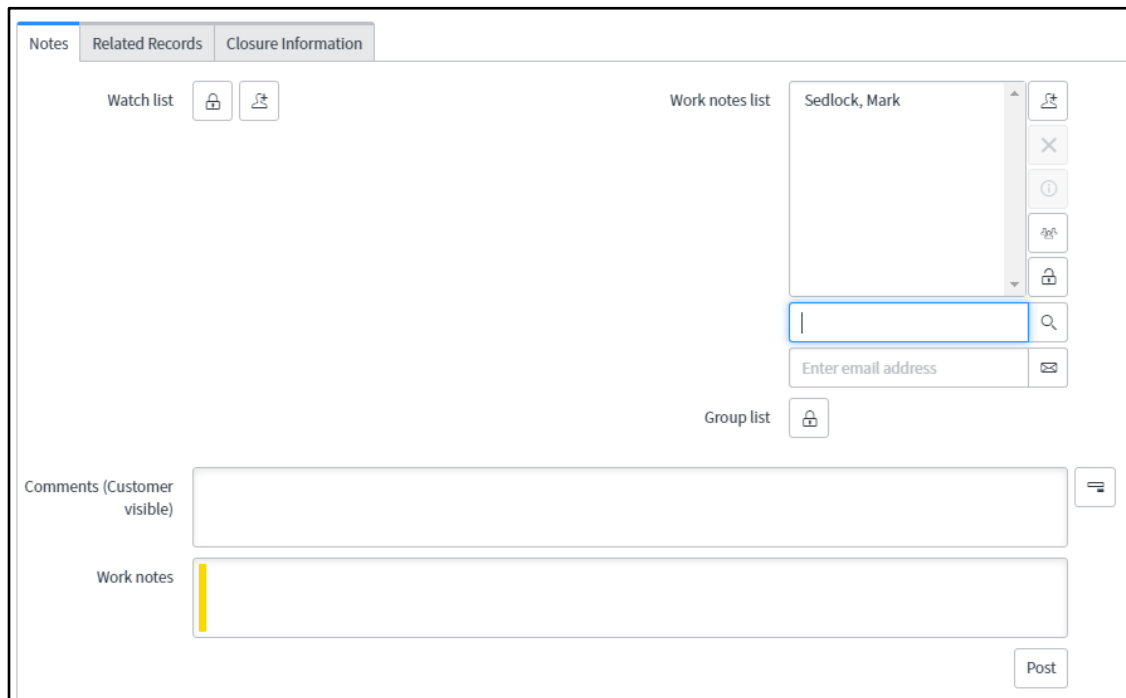 Notes
Related Records
Closure Information
Watch list
Work notes list
Sedlock, Mark
Enter email address
Group list
Comments (Customer
visible)
Work notes
Post